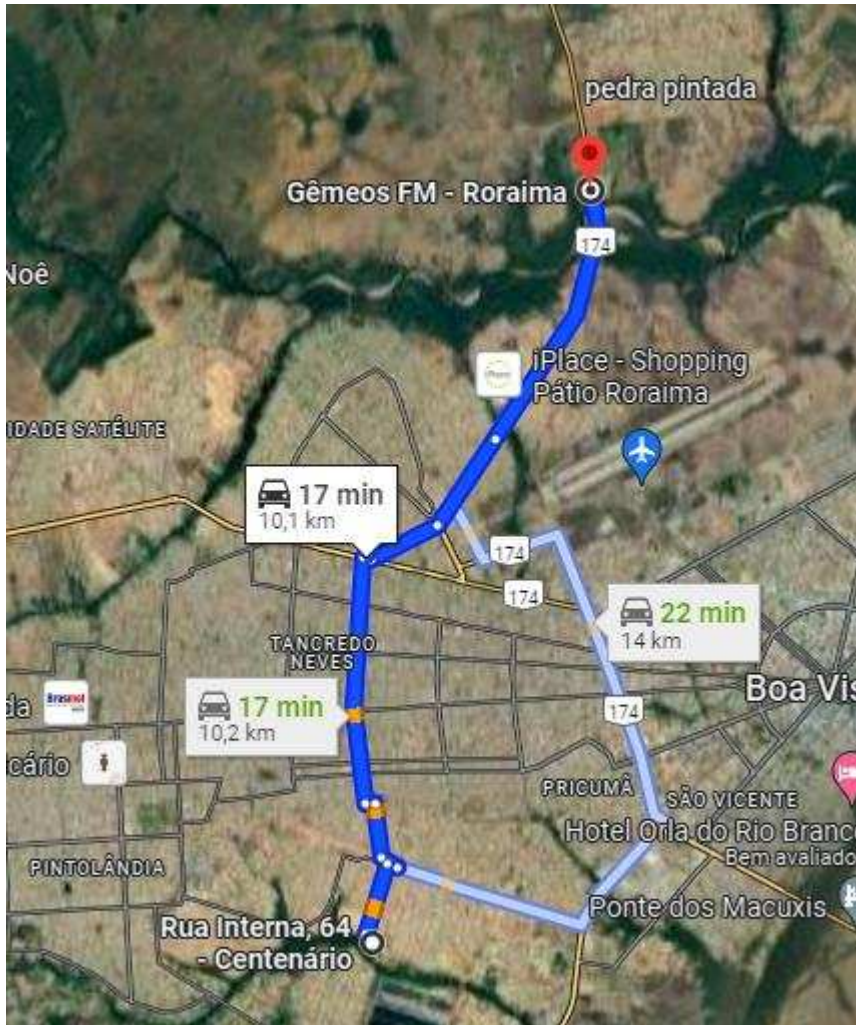 pedra pintada
Gêmeos FM - Roraima
174
Noê
iPlace - Shopping
Pátio Roraima
IDADE SATÉLITE
17 min
10,1 km
174
174
22 min
14 km
TANCREDO
NEVES
17 min
10,2 km
Boa Vis
da
Brasmol
174
cário
PRICUMÃ
SÃO VICENTE
Hotel Orla do Rio Branco
Bem avaliado
PINTOLÂNDIA
Ponte dos Macuxis
Rua Interna, 64
- Centenário